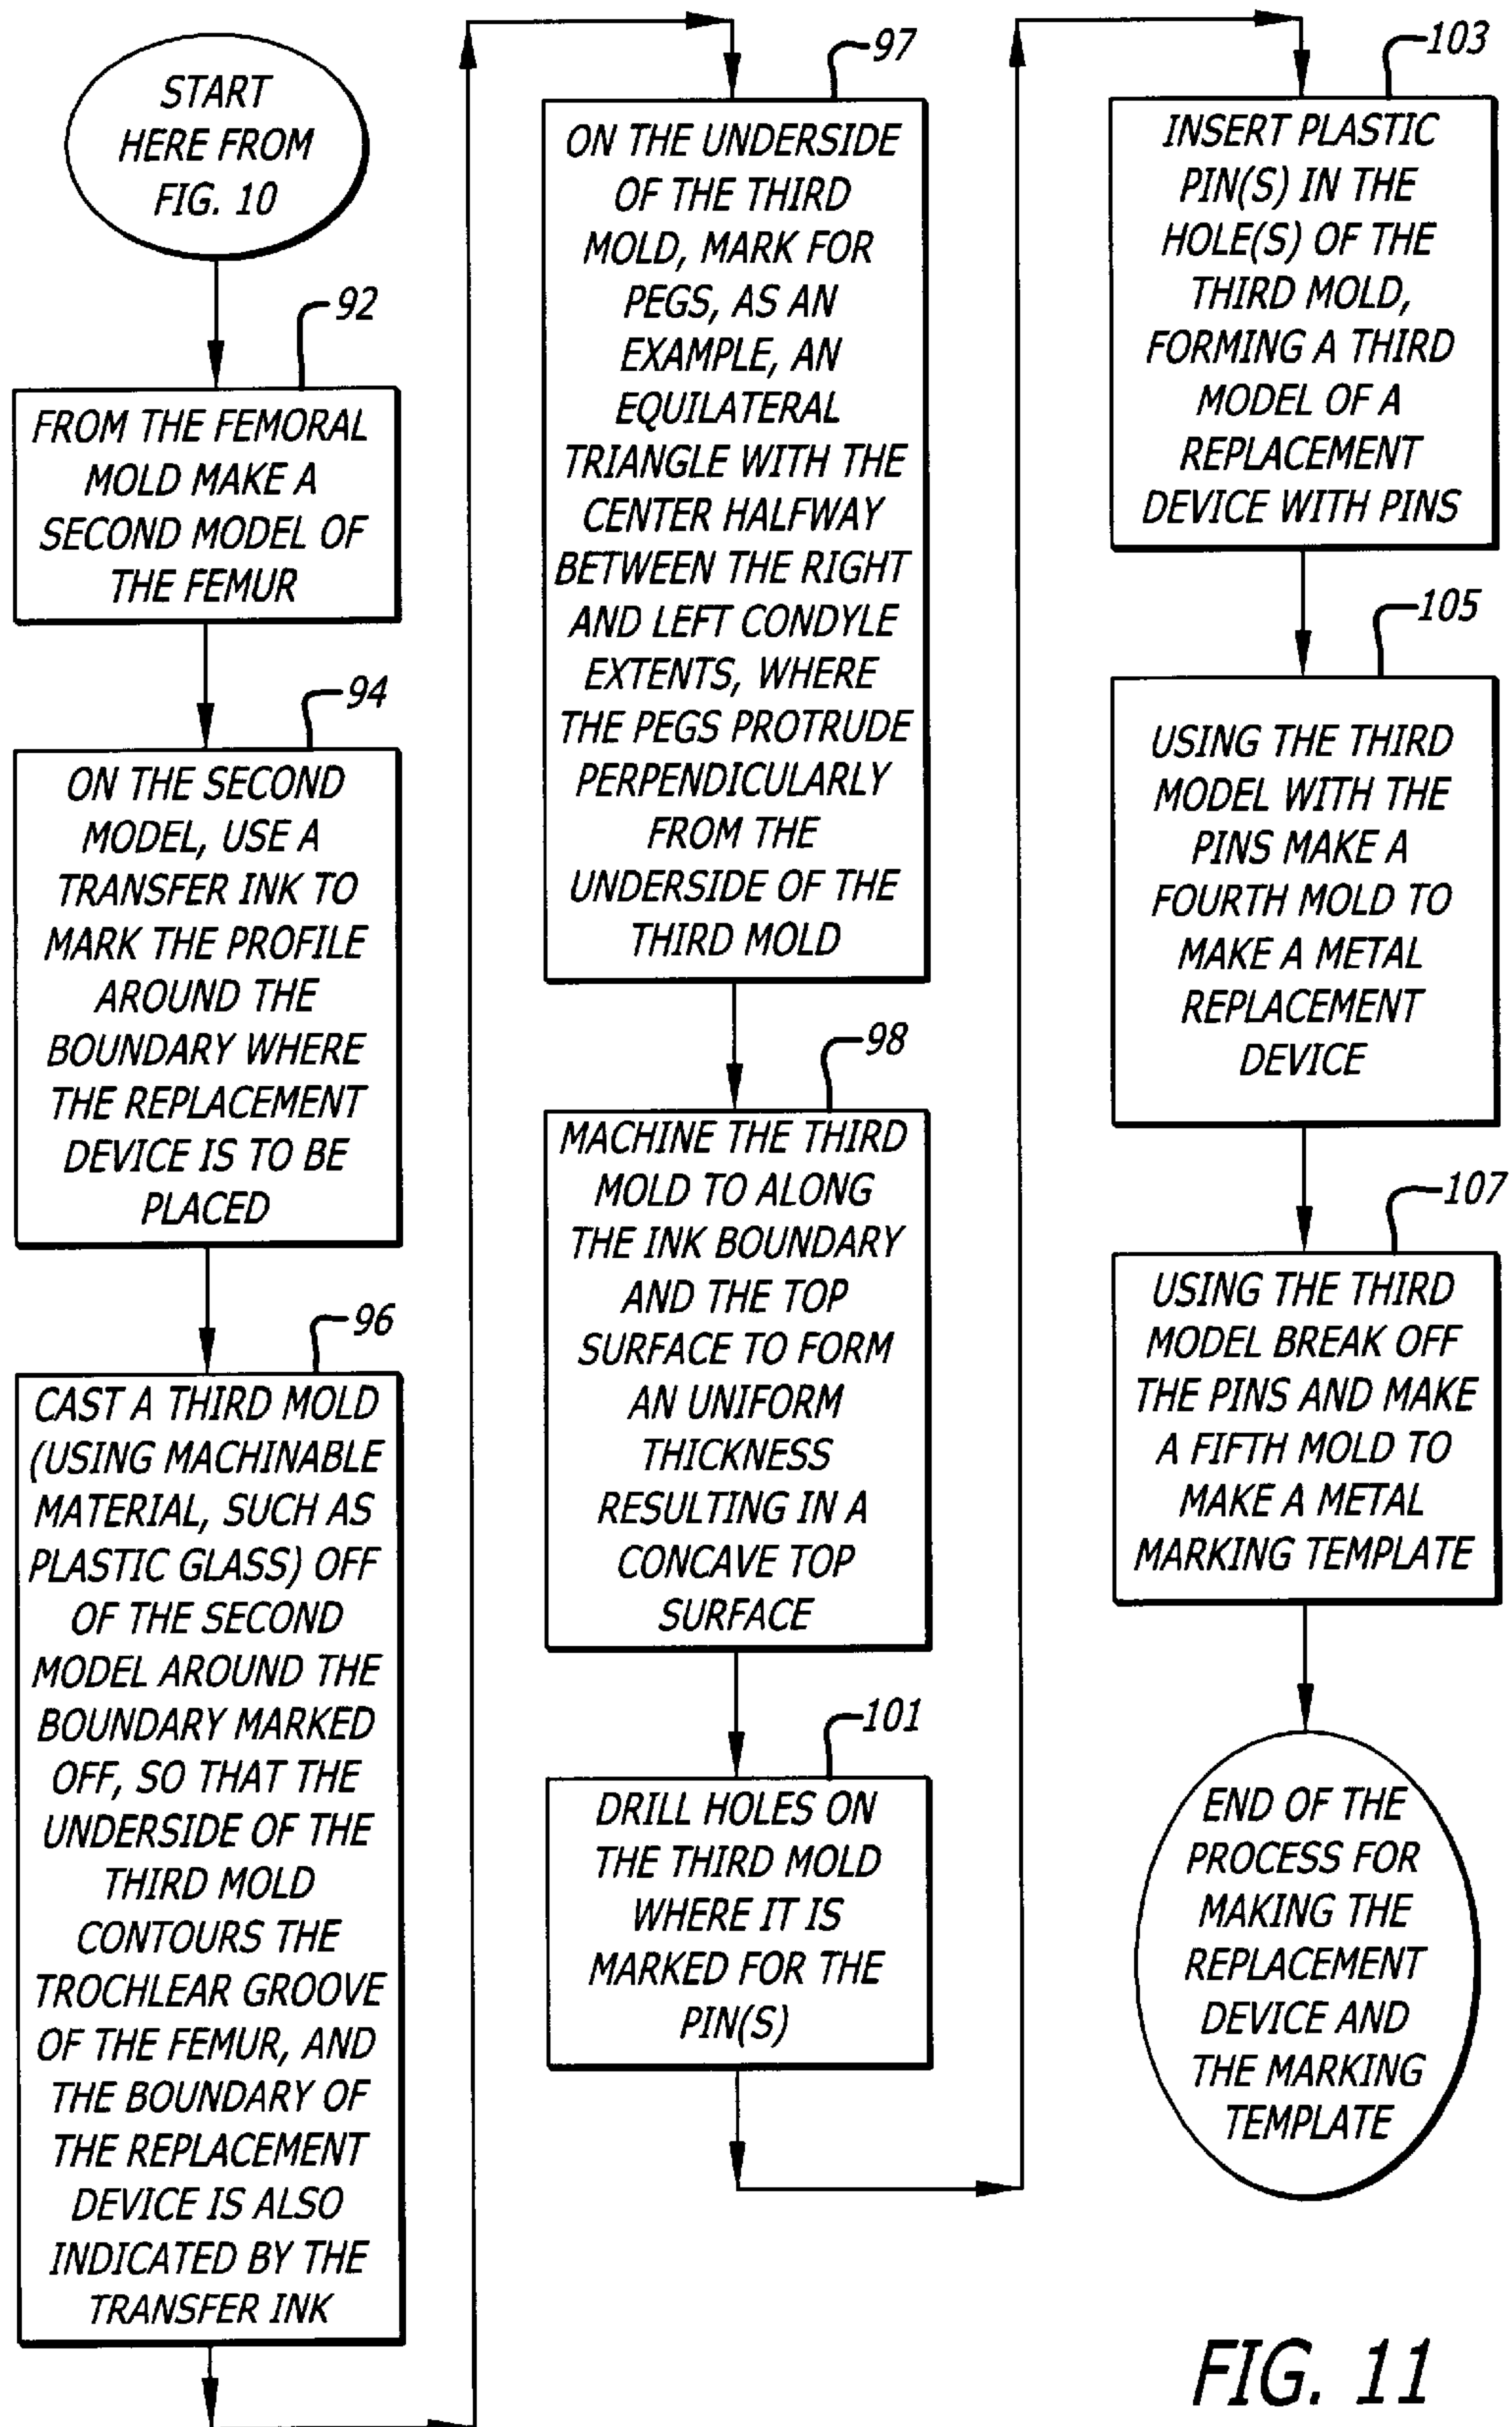 START
HERE FROM
FIG. 10
92
FROM THE FEMORAL
MOLD MAKE A
SECOND MODEL OF
THE FEMUR
94
ON THE SECOND
MODEL, USE A
TRANSFER INK TO
MARK THE PROFILE
AROUND THE
BOUNDARY WHERE
THE REPLACEMENT
DEVICE IS TO BE
PLACED
96
CAST A THIRD MOLD
(USING MACHINABLE
MATERIAL, SUCH AS
PLASTIC GLASS) OFF
OF THE SECOND
MODEL AROUND THE
BOUNDARY MARKED
OFF, SO THAT THE
UNDERSIDE OF THE
THIRD MOLD
CONTOURS THE
TROCHLEAR GROOVE
OF THE FEMUR, AND
THE BOUNDARY OF
THE REPLACEMENT
DEVICE IS ALSO
INDICATED BY THE
TRANSFER INK
97
ON THE UNDERSIDE
OF THE THIRD
MOLD, MARK FOR
PEGS, AS AN
EXAMPLE, AN
EQUILATERAL
TRIANGLE WITH THE
CENTER HALFWAY
BETWEEN THE RIGHT
AND LEFT CONDYLE
EXTENTS, WHERE
THE PEGS PROTRUDE
PERPENDICULARLY
FROM THE
UNDERSIDE OF THE
THIRD MOLD
98
MACHINE THE THIRD
MOLD TO ALONG
THE INK BOUNDARY
AND THE TOP
SURFACE TO FORM
AN UNIFORM
THICKNESS
RESULTING IN A
CONCAVE TOP
SURFACE
101
DRILL HOLES ON
THE THIRD MOLD
WHERE IT IS
MARKED FOR THE
PIN(S)
103
INSERT PLASTIC
PIN(S) IN THE
HOLE(S) OF THE
THIRD MOLD,
FORMING A THIRD
MODEL OF A
REPLACEMENT
DEVICE WITH PINS
105
USING THE THIRD
MODEL WITH THE
PINS MAKE A
FOURTH MOLD TO
MAKE A METAL
REPLACEMENT
DEVICE
107
USING THE THIRD
MODEL BREAK OFF
THE PINS AND MAKE
A FIFTH MOLD TO
MAKE A METAL
MARKING TEMPLATE
END OF THE
PROCESS FOR
MAKING THE
REPLACEMENT
DEVICE AND
THE MARKING
TEMPLATE
FIG. 11